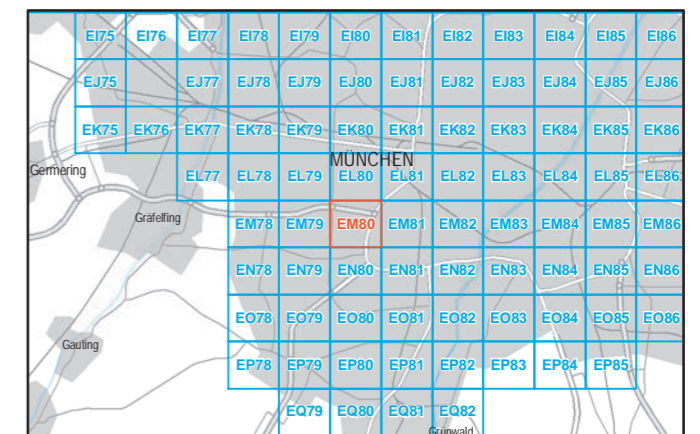 EI75 EI76 EI77 EI78 EI79 EI80 EI81 EI82 EI83 EI84 EI85 EI86
EJ75 EJ77 EJ78 EJ79 EJ80 EJ81 EJ82 EJ83 EJ84 EJ85 EJ86
EK75 EK76 EK77 EK78 EK79 EK80 EK81 EK82 EK83 EK84 EK85 EK86
MÜNCHEN
Germering
EL77 EL78 EL79 EL80 EL81 EL82 EL83 EL84 EL85 EL86
Gräfelfing
EM78 EM79 EM80 EM81 EM82 EM83 EM84 EM85 EM86
EN78 EN79 EN80 EN81 EN82 EN83 EN84 EN85 EN86
EO78 EO79 EO80 EO81 EO82 EO83 EO84 EO85 EO86
Gauting
EP78 EP79 EP80 EP81 EP82 EP83 EP84 EP85
EQ79 EQ80 EQ81 EQ82
Grünwald